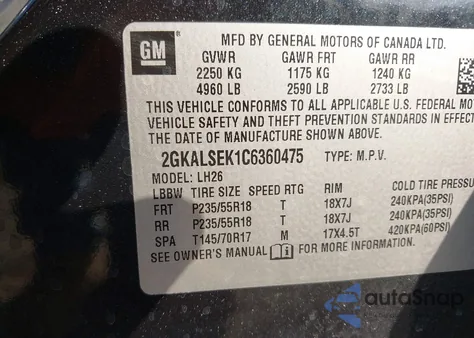 GM
MFD BY GENERAL MOTORS OF CANADA LTD.
GVWR GAWR FRT GAWR RR
2250 KG 1175 KG 1240 KG
4960 LB 2590 LB 2733 LB
THIS VEHICLE CONFORMS TO ALL APPLICABLE U.S. FEDERAL MOT
VEHICLE SAFETY AND THEFT PREVENTION STANDARDS IN EFFECT
THE DATE OF MANUFACTURE SHOWN ABOVE.
2GKALSEK1C6360475 TYPE: M.P.V.
MODEL: LH26
LBBW TIRE SIZE SPEED RTG RIM COLD TIRE PRESSU
FRT P235/55R18 T 18X7J 240KPA(35PSI)
RR P235/55R18 T 18X7J 240KPA(35PSI)
SPA T145/70R17 M 17X4.5T 420KPA(60PSI)
SEE OWNER'S MANUAL FOR MORE INFORMATION.
autoSnap